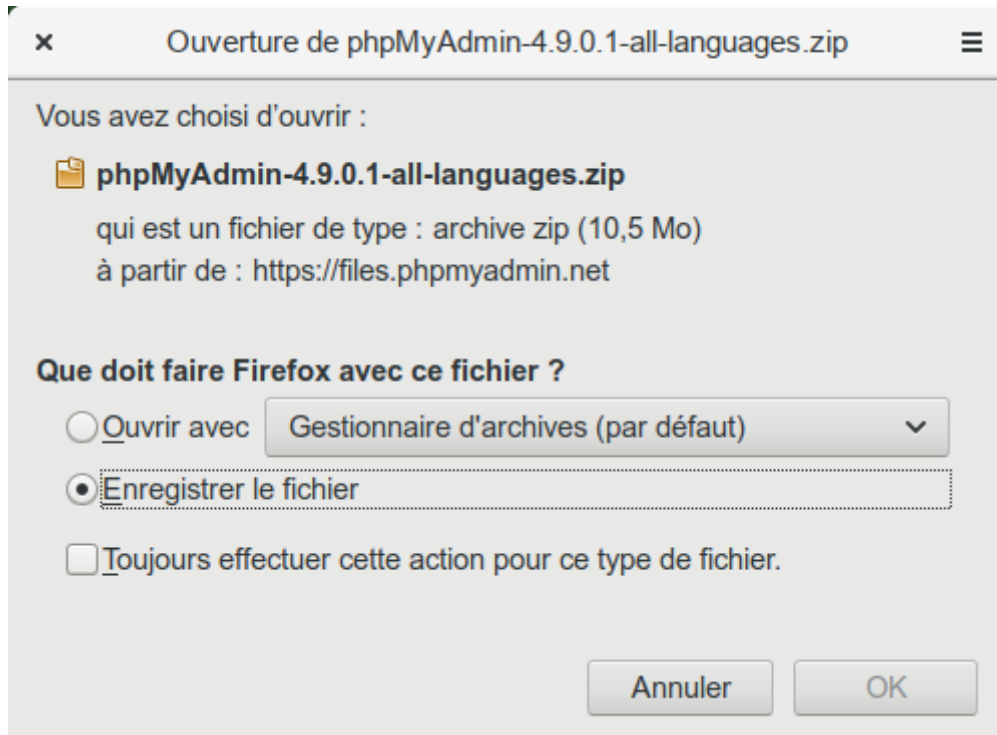 Ouverture de phpMyAdmin-4.9.0.1-all-languages.zip
Vous avez choisi d’ouvrir :
phpMyAdmin-4.9.0.1-all-languages.zip
qui est un fichier de type : archive zip (10,5 Mo)
à partir de : https://files.phpmyadmin.net
Que doit faire Firefox avec ce fichier ?
Ouvrir avec Gestionnaire d'archives (par défaut)
Enregistrer le fichier
Toujours effectuer cette action pour ce type de fichier.
Annuler OK